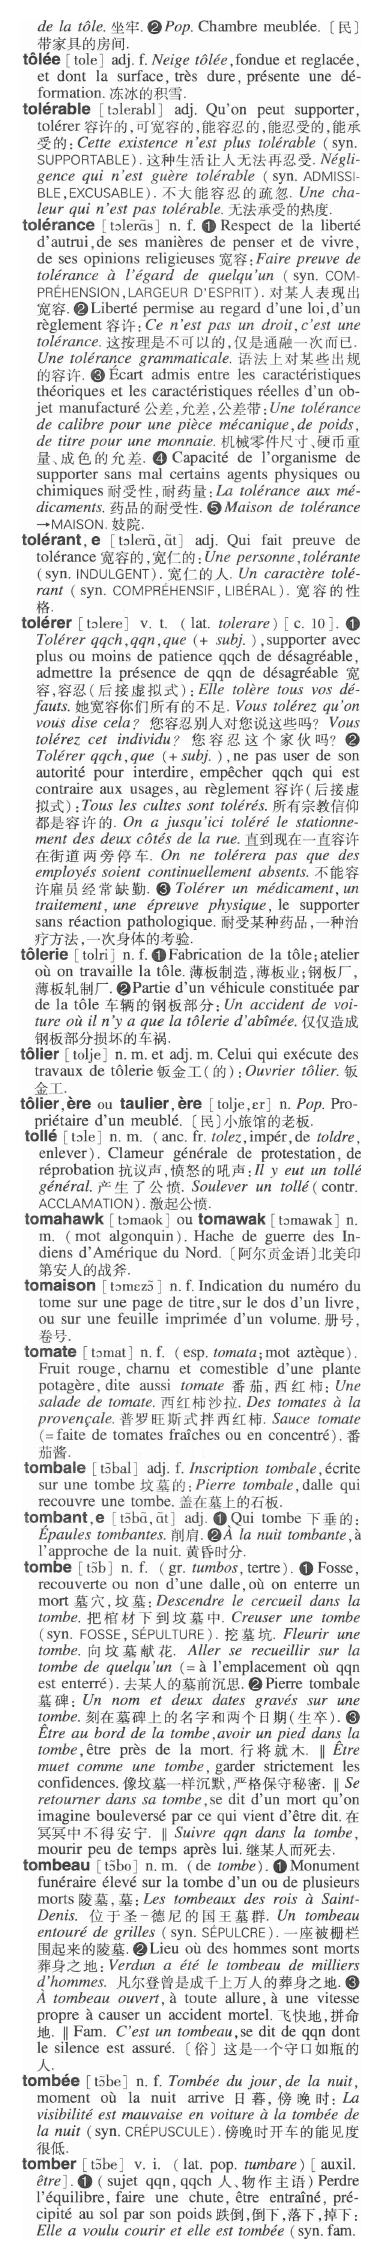 de la tôle. 坐牢. ❷ Pop. Chambre meublée. 〔民〕
带家具的房间.
tôlée [tole] adj. f. Neige tôlée, fondue et reglacée,
et dont la surface, très dure, présente une dé-
formation. 冻冰的积雪.
tolérable [tɔlerabl] adj. Qu'on peut supporter,
tolérer 容许的,可宽容的,能容忍的,能忍受的,能承
受的: Cette existence n'est plus tolérable (syn.
SUPPORTABLE). 这种生活让人无法再忍受. Négli-
gence qui n'est guère tolérable (syn. ADMISSI-
BLE, EXCUSABLE). 不大能容忍的疏忽. Une cha-
leur qui n'est pas tolérable. 无法承受的热度.
tolérance [tɔlerɑ̃s] n. f. ❶ Respect de la liberté
d'autrui, de ses manières de penser et de vivre,
de ses opinions religieuses 宽容: Faire preuve de
tolérance à l'égard de quelqu'un (syn. COM-
PRÉHENSION, LARGEUR D'ESPRIT). 对某人表现出
宽容. ❷ Liberté permise au regard d'une loi, d'un
règlement 容许: Ce n'est pas un droit, c'est une
tolérance. 这按理是不可以的,仅是通融一次而已.
Une tolérance grammaticale. 语法上对某些出规
的容许. ❸ Écart admis entre les caractéristiques
théoriques et les caractéristiques réelles d'un ob-
jet manufacturé 公差,允差,公差带: Une tolérance
de calibre pour une pièce mécanique, de poids,
de titre pour une monnaie. 机械零件尺寸、硬币重
量、成色的允差. ❹ Capacité de l'organisme de
supporter sans mal certains agents physiques ou
chimiques 耐受性,耐药量: La tolérance aux mé-
dicaments. 药品的耐受性. ❺ Maison de tolérance
→MAISON. 妓院.
tolérant, e [tɔlerɑ̃, ɑ̃t] adj. Qui fait preuve de
tolérance 宽容的,宽仁的: Une personne, tolérante
(syn. INDULGENT). 宽仁的人. Un caractère tolé-
rant (syn. COMPRÉHENSIF, LIBÉRAL). 宽容的性
格.
tolérer [tɔlere] v. t. (lat. tolerare) [c. 10]. ❶
Tolérer qqch, qqn, que (+ subj.), supporter avec
plus ou moins de patience qqch de désagréable,
admettre la présence de qqn de désagréable 宽
容,容忍(后接虚拟式): Elle tolère tous vos dé-
fauts. 她宽容你们所有的不足. Vous tolérez qu'on
vous dise cela? 您容忍别人对您说这些吗? Vous
tolérez cet individu? 您容忍这个家伙吗? ❷
Tolérer qqch, que (+ subj.), ne pas user de son
autorité pour interdire, empêcher qqch qui est
contraire aux usages, au règlement 容许(后接虚
拟式): Tous les cultes sont tolérés. 所有宗教信仰
都是容许的. On a jusqu'ici toléré le stationne-
ment des deux côtés de la rue. 直到现在一直容许
在街道两旁停车. On ne tolérera pas que des
employés soient continuellement absents. 不能容
许雇员经常缺勤. ❸ Tolérer un médicament, un
traitement, une épreuve physique, le supporter
sans réaction pathologique. 耐受某种药品,一种治
疗方法,一次身体的考验.
tôlerie [tolri] n. f. ❶ Fabrication de la tôle; atelier
où on travaille la tôle. 薄板制造,薄板业;钢板厂,
薄板轧制厂. ❷ Partie d'un véhicule constituée par
de la tôle 车辆的钢板部分: Un accident de voi-
ture où il n'y a que la tôlerie d'abîmée. 仅仅造成
钢板部分损坏的车祸.
tôlier [tolje] n. m. et adj. m. Celui qui exécute des
travaux de tôlerie 钣金工(的): Ouvrier tôlier. 钣
金工.
tôlier, ère ou taulier, ère [tolje, ɛr] n. Pop. Pro-
priétaire d'un meublé. 〔民〕小旅馆的老板.
tollé [tɔle] n. m. (anc. fr. tolez, impér, de toldre,
enlever). Clameur générale de protestation, de
réprobation 抗议声,愤怒的吼声: Il y eut un tollé
général. 产生了公愤. Soulever un tollé (contr.
ACCLAMATION). 激起公愤.
tomahawk [tɔmaok] ou tomawak [tɔmawak] n.
m. (mot algonquin). Hache de guerre des In-
diens d'Amérique du Nord. 〔阿尔贡金语〕北美印
第安人的战斧.
tomaison [tɔmɛzɔ̃] n. f. Indication du numéro du
tome sur une page de titre, sur le dos d'un livre,
ou sur une feuille imprimée d'un volume. 册号,
卷号.
tomate [tɔmat] n. f. (esp. tomata; mot aztèque).
Fruit rouge, charnu et comestible d'une plante
potagère, dite aussi tomate 番茄, 西红柿: Une
salade de tomate. 西红柿沙拉. Des tomates à la
provençale. 普罗旺斯式拌西红柿. Sauce tomate
(=faite de tomates fraîches ou en concentré). 番
茄酱.
tombale [tɔ̃bal] adj. f. Inscription tombale, écrite
sur une tombe 坟墓的: Pierre tombale, dalle qui
recouvre une tombe. 盖在墓上的石板.
tombant, e [tɔ̃bɑ̃, ɑ̃t] adj. ❶ Qui tombe 下垂的:
Épaules tombantes. 削肩. ❷ À la nuit tombante, à
l'approche de la nuit. 黄昏时分.
tombe [tɔ̃b] n. f. (gr. tumbos, tertre). ❶ Fosse,
recouverte ou non d'une dalle, où on enterre un
mort 墓穴,坟墓: Descendre le cercueil dans la
tombe. 把棺材下到坟墓中. Creuser une tombe
(syn. FOSSE, SÉPULTURE). 挖墓坑. Fleurir une
tombe. 向坟墓献花. Aller se recueillir sur la
tombe de quelqu'un (=à l'emplacement où qqn
est enterré). 去某人的墓前沉思. ❷ Pierre tombale
墓碑: Un nom et deux dates gravés sur une
tombe. 刻在墓碑上的名字和两个日期(生卒). ❸
Être au bord de la tombe, avoir un pied dans la
tombe, être près de la mort. 行将就木. ‖ Être
muet comme une tombe, garder strictement les
confidences. 像坟墓一样沉默,严格保守秘密. ‖ Se
retourner dans sa tombe, se dit d'un mort qu'on
imagine bouleversé par ce qui vient d'être dit. 在
冥冥中不得安宁. ‖ Suivre qqn dans la tombe,
mourir peu de temps après lui. 继某人而死去.
tombeau [tɔ̃bo] n. m. (de tombe). ❶ Monument
funéraire élevé sur la tombe d'un ou de plusieurs
morts 陵墓,墓: Les tombeaux des rois à Saint-
Denis. 位于圣-德尼的国王墓群. Un tombeau
entouré de grilles (syn. SÉPULCRE). 一座被栅栏
围起来的陵墓. ❷ Lieu où des hommes sont morts
葬身之地: Verdun a été le tombeau de milliers
d'hommes. 凡尔登曾是成千上万人的葬身之地. ❸
À tombeau ouvert, à toute allure, à une vitesse
propre à causer un accident mortel. 飞快地,拼命
地. ‖ Fam. C'est un tombeau, se dit de qqn dont
le silence est assuré. 〔俗〕这是一个守口如瓶的
人.
tombée [tɔ̃be] n. f. Tombée du jour, de la nuit,
moment où la nuit arrive 日暮, 傍晚时: La
visibilité est mauvaise en voiture à la tombée de
la nuit (syn. CRÉPUSCULE). 傍晚时开车的能见度
很低.
tomber [tɔ̃be] v. i. (lat. pop. tumbare) [auxil.
être]. ❶ (sujet qqn, qqch 人、物作主语) Perdre
l'équilibre, faire une chute, être entraîné, pré-
cipité au sol par son poids 跌倒,倒下,落下,掉下:
Elle a voulu courir et elle est tombée (syn. fam.